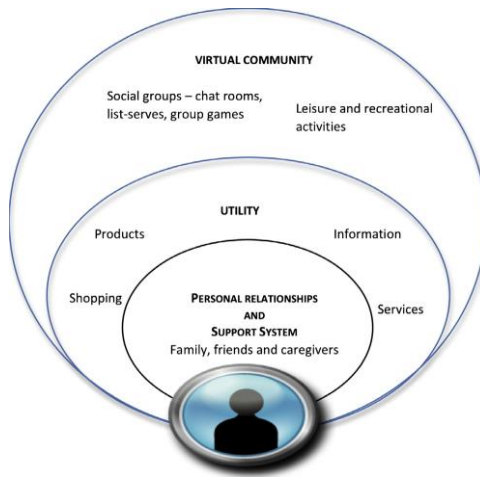 VIRTUAL COMMUNITY
Social groups – chat rooms,
list-serves, group games
Leisure and recreational
activities
UTILITY
Products
Information
Shopping
Services
PERSONAL RELATIONSHIPS
AND
SUPPORT SYSTEM
Family, friends and caregivers